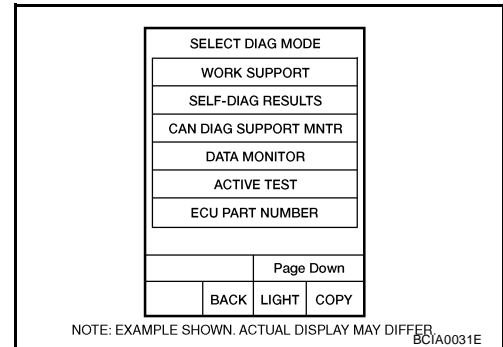 SELECT DIAG MODE
WORK SUPPORT
SELF-DIAG RESULTS
CAN DIAG SUPPORT MNTR
DATA MONITOR
ACTIVE TEST
ECU PART NUMBER
Page Down
BACK LIGHT COPY
NOTE: EXAMPLE SHOWN. ACTUAL DISPLAY MAY DIFFER.
BCIA0031E